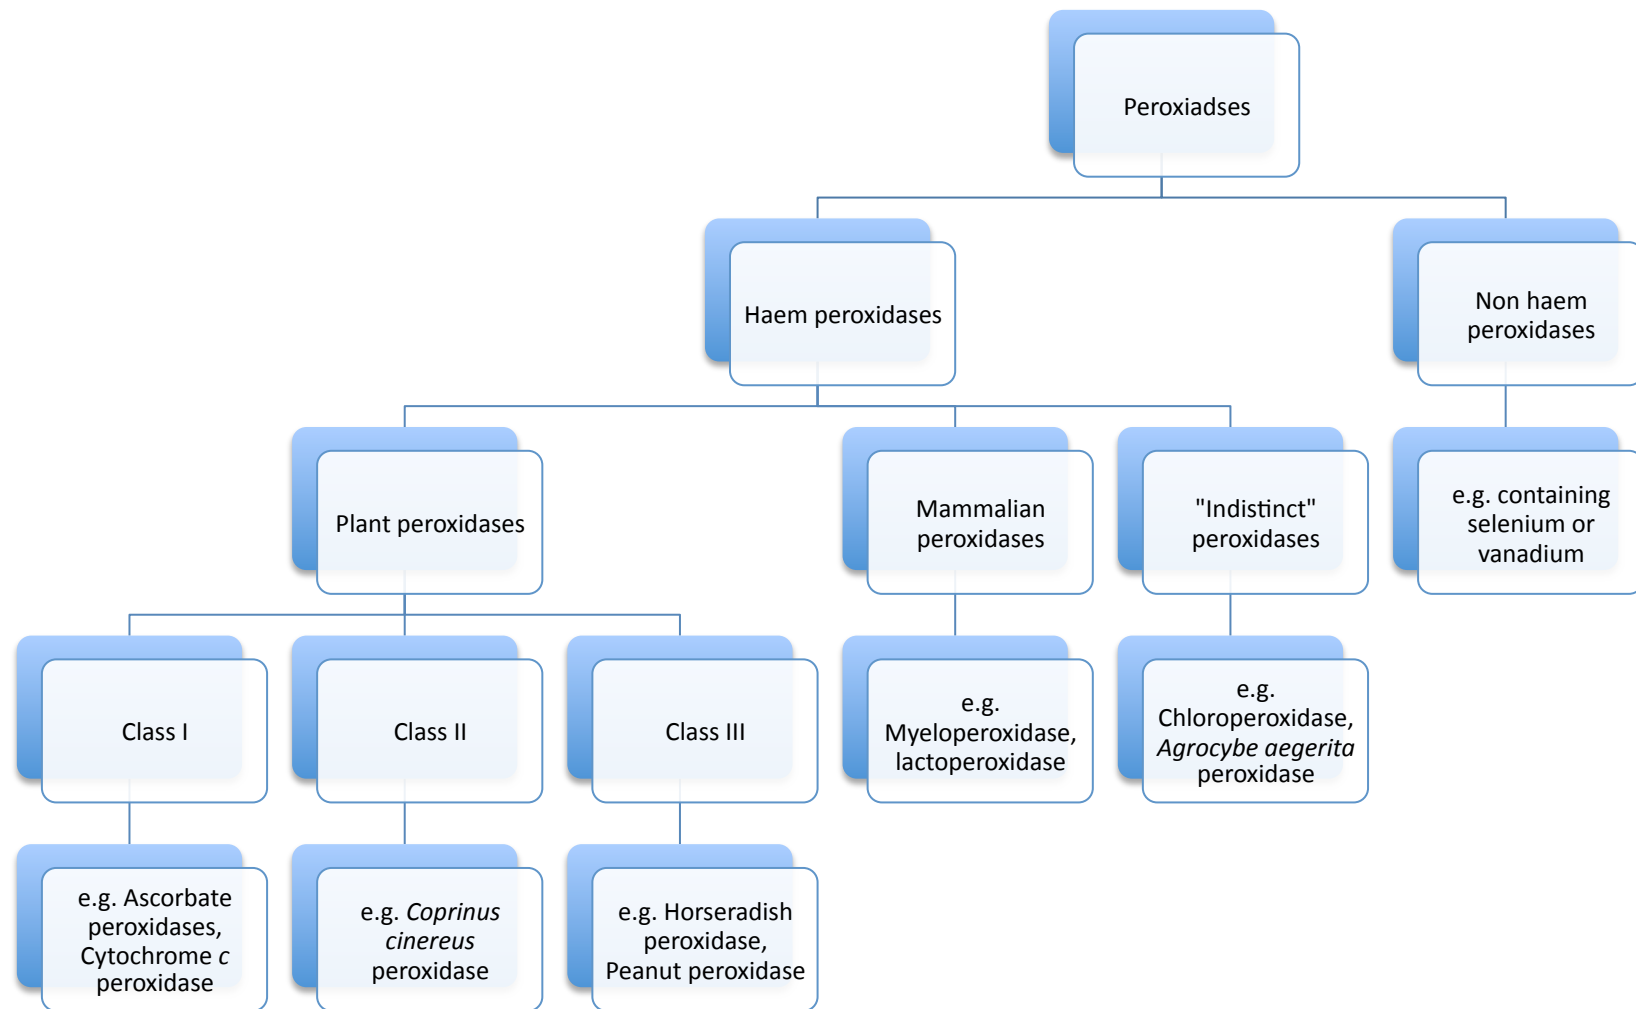 Peroxiadses
Haem peroxidases
Non haem
peroxidases
Plant peroxidases
Mammalian
peroxidases
"Indistinct"
peroxidases
e.g. containing
selenium or
vanadium
Class I
Class II
Class III
e.g.
Myeloperoxidase,
lactoperoxidase
e.g.
Chloroperoxidase,
Agrocybe aegerita
peroxidase
e.g. Ascorbate
peroxidases,
Cytochrome c
peroxidase
e.g. Coprinus
cinereus
peroxidase
e.g. Horseradish
peroxidase,
Peanut peroxidase